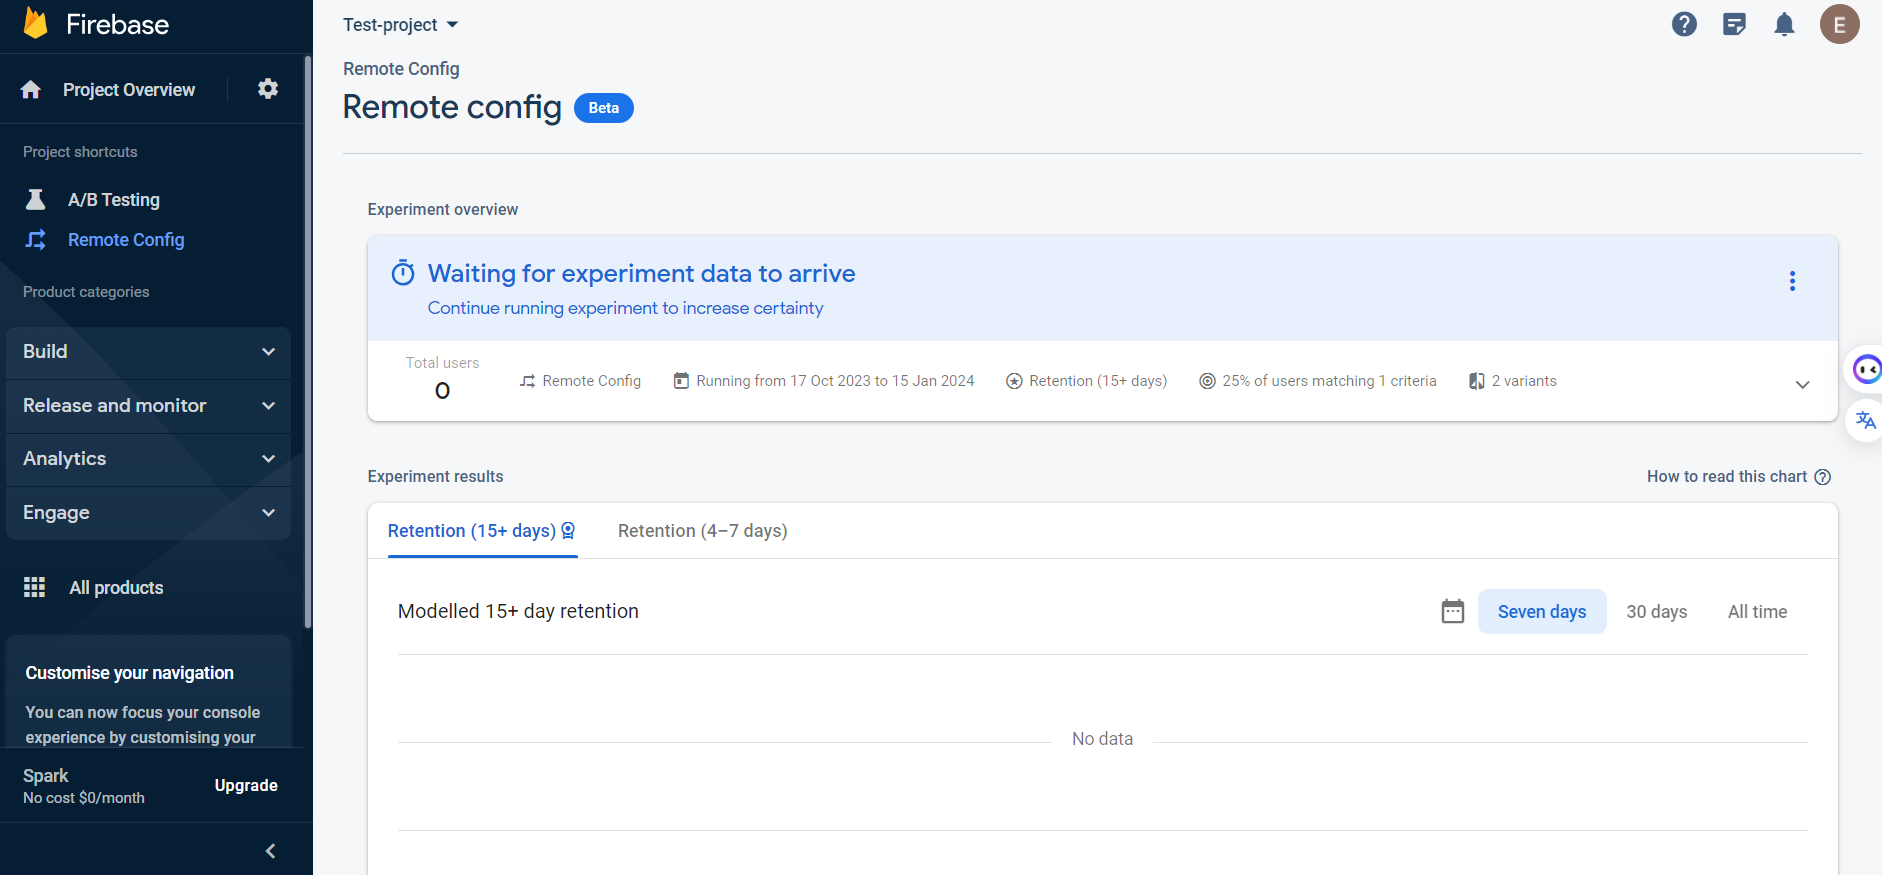 Firebase
Project Overview
Project shortcuts
A/B Testing
Remote Config
Product categories
Build
Release and monitor
Analytics
Engage
All products
Customise your navigation
You can now focus your console
experience by customising your
Spark
No cost $0/month
Upgrade
Test-project
E
Remote Config
Remote config
Beta
Experiment overview
Waiting for experiment data to arrive
Continue running experiment to increase certainty
Total users
0
Remote Config
Running from 17 Oct 2023 to 15 Jan 2024
Retention (15+ days)
25% of users matching 1 criteria
2 variants
Experiment results
How to read this chart
Retention (15+ days)
Retention (4–7 days)
Modelled 15+ day retention
Seven days
30 days
All time
No data